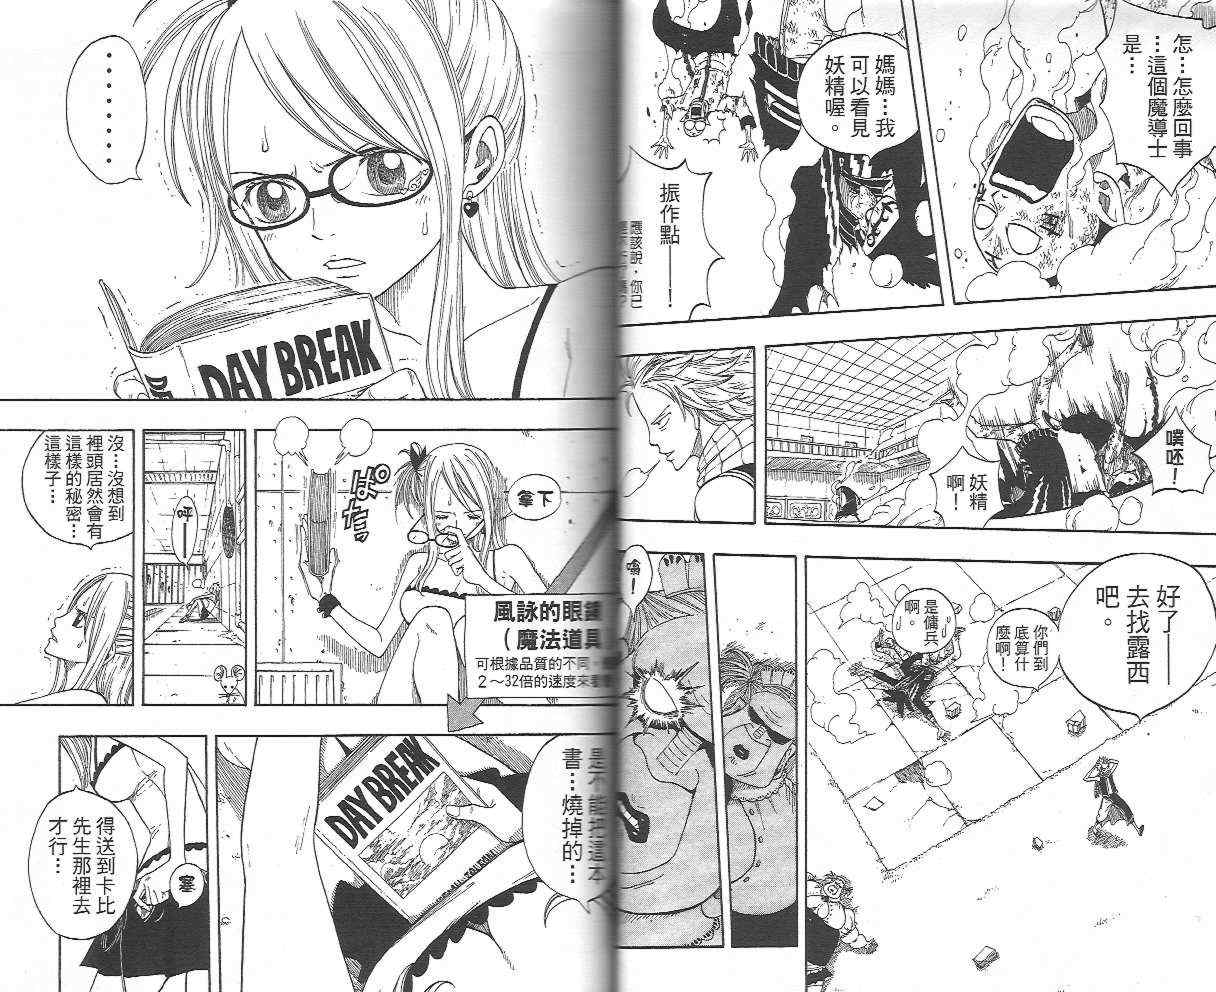 怎…怎麼回事
…這個魔導士
是…
媽媽…我
可以看見
妖精喔。
振作點——！
應該說，你已
噗呸！
妖精
啊！
好了——
去找露西
吧。
你們到
底算什
麼啊！
是傭兵
啊。
嗡！
………
DAY BREAK
拿下
ぱさっ
風詠的眼鏡
（魔法道具
可根據品質的不同，
2～32倍的速度來看
呼——
沒…沒想到
裡頭居然會有
這樣的秘密…
這樣子…
是不能把這本
書…燒掉的…
DAY BREAK
塞
得送到卡比
先生那裡去
才行…